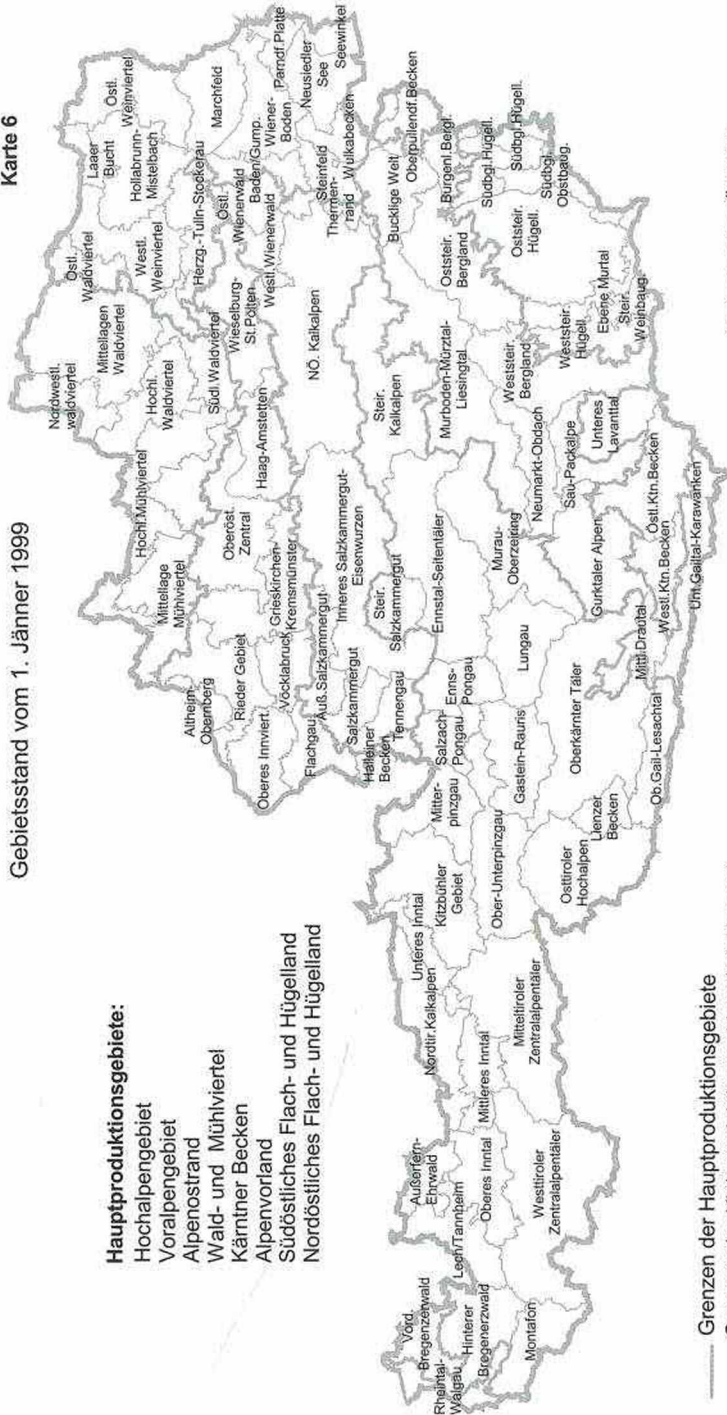 Karte 6
Gebietsstand vom 1. Jänner 1999
Hauptproduktionsgebiete:
Hochalpengebiet
Voralpengebiet
Alpenostrand
Wald- und Mühlviertel
Kärntner Becken
Alpenvorland
Südöstliches Flach- und Hügelland
Nordöstliches Flach- und Hügelland
Nordwestl.
waldviertel
Östl.
Waldviertel
Laaer
Bucht
Östl.
Weinviertel
Mittellagen
Waldviertel
Westl.
Weinviertel
Hollabrunn-
Mistelbach
Hochl.Mühlviertel
Hochl.
Waldviertel
Herzg.-Tulln-Stockerau
Marchfeld
Mittellage
Mühlviertel
Südl.Waldviertel
Wieselburg-
St.Pölten
Östl.
Wienerwald
Westl.Wienerwald
Baden/Gump.
Wiener-
Boden
Parndf.Platte
Altheim-
Obernberg
Oberöst.
Zentral
Haag-Amstetten
Steinfeld
Thermen-
rand
Neusiedler
See
Seewinkel
Rieder Gebiet
Oberes Innviert.
Grieskirchen-
Kremsmünster
Vöcklabruck
NÖ. Kalkalpen
Wulkabecken
Flachgau
Auß.Salzkammergut
Inneres Salzkammergut-
Eisenwurzen
Bucklige Welt
Oberpullendf.Becken
Salzkammergut
Halleiner
Becken
Tennengau
Steir.
Salzkammergut
Steir.
Kalkalpen
Burgenl.Bergl.
Ennstal-Seitentäler
Murboden-Mürztal-
Liesingtal
Oststeir.
Bergland
Südbgl.Hügell.
Südbgl.Hügell.
Mitter-
pinzgau
Salzach-
Pongau
Enns-
Pongau
Murau-
Oberzeiring
Weststeir.
Bergland
Oststeir.
Hügell.
Südbgl.
Obstbaug.
Unteres Inntal
Kitzbühler
Gebiet
Ober-Unterpinzgau
Gastein-Rauris
Lungau
Neumarkt-Obdach
Weststeir.
Hügell.
Ebene Murtal
Steir.
Weinbaug.
Nordtir.Kalkalpen
Sau-Packalpe
Unteres
Lavanttal
Außerfern-
Ehrwald
Mittleres Inntal
Mitteltiroler
Zentralalpentäler
Osttiroler
Hochalpen
Lienzer
Becken
Oberkärnter Täler
Gurktaler Alpen
Östl.Ktn.Becken
Vord.
Bregenzerwald
Lech/Tannheim
Oberes Inntal
Mittl.Drautal
Westl.Ktn.Becken
Rheintal-
Walgau
Hinterer
Bregenerzwald
Westtiroler
Zentralalpentäler
Ob.Gail-Lesachtal
Unt.Gailtal-Karawanken
Montafon
Grenzen der Hauptproduktionsgebiete